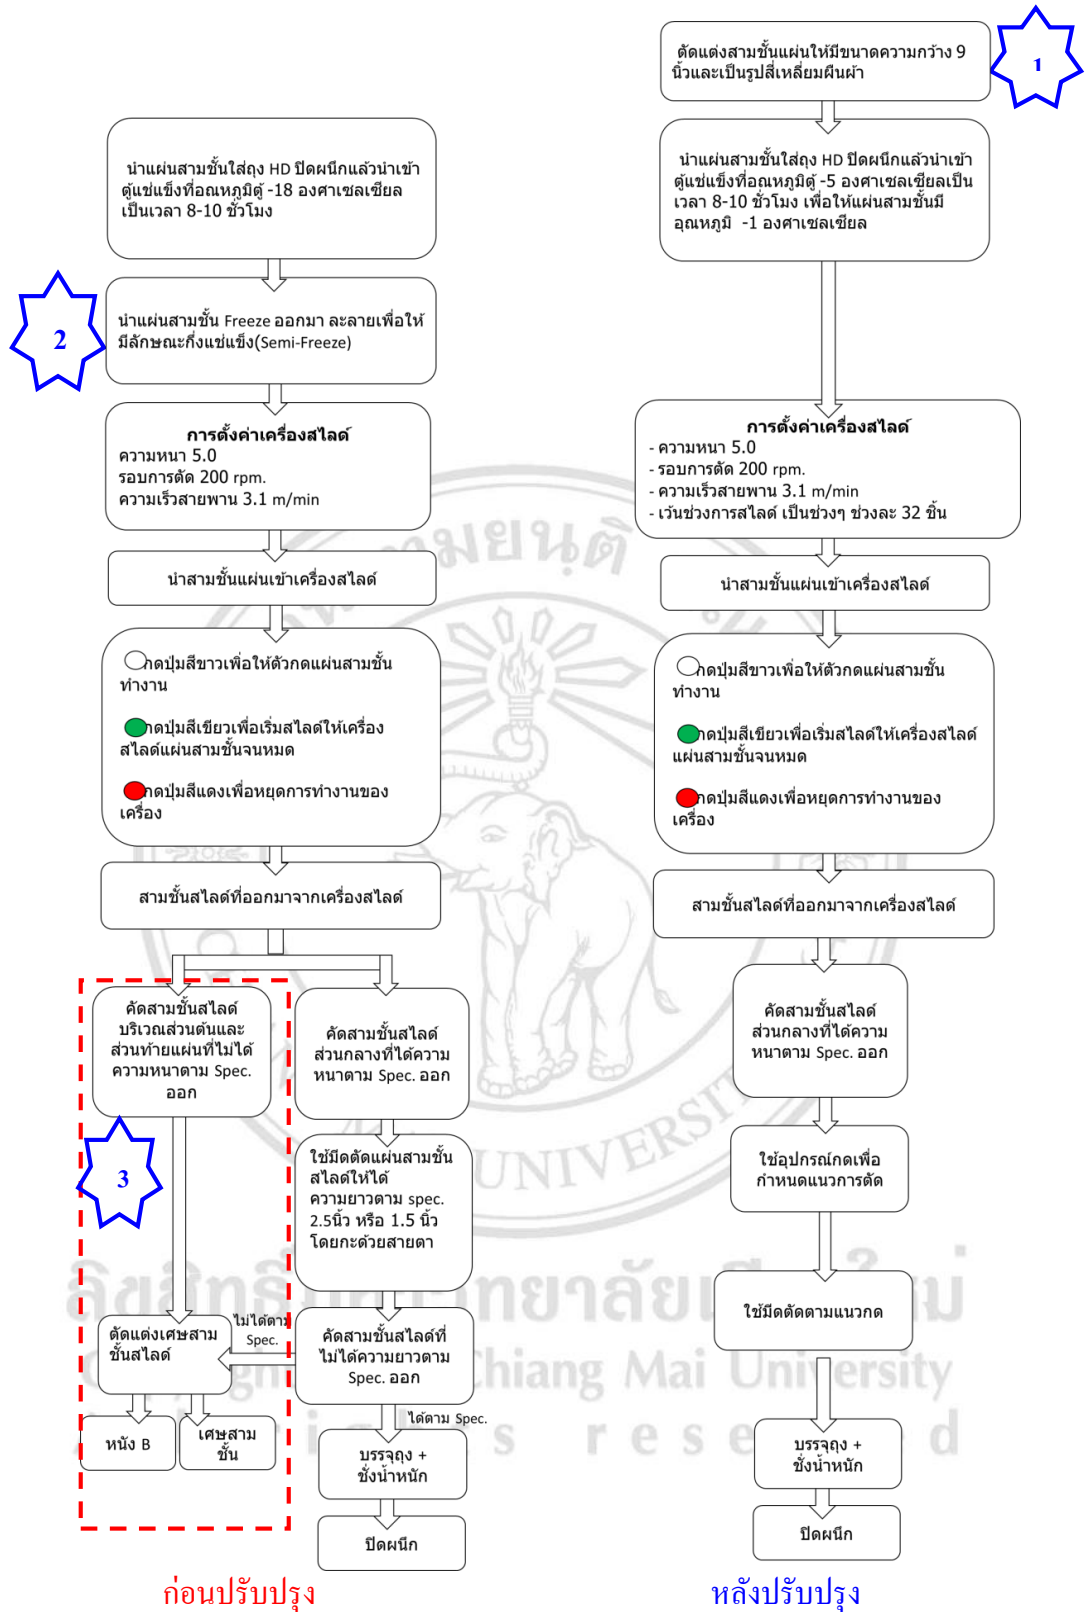 นำแผ่นสามชั้นใส่ถุง HD ปิดผนึกแล้วนำเข้า
ตู้แช่แข็งที่อณหภูมิตู้ -18 องศาเซลเซียล
เป็นเวลา 8-10 ชั่วโมง
2
นำแผ่นสามชั้น Freeze ออกมา ละลายเพื่อให้
มีลักษณะกึ่งแช่แข็ง(Semi-Freeze)
การตั้งค่าเครื่องสไลด์
ความหนา 5.0
รอบการตัด 200 rpm.
ความเร็วสายพาน 3.1 m/min
นำสามชั้นแผ่นเข้าเครื่องสไลด์
กดปุ่มสีขาวเพื่อให้ตัวกดแผ่นสามชั้น
ทำงาน
กดปุ่มสีเขียวเพื่อเริ่มสไลด์ให้เครื่อง
สไลด์แผ่นสามชั้นจนหมด
กดปุ่มสีแดงเพื่อหยุดการทำงานของ
เครื่อง
สามชั้นสไลด์ที่ออกมาจากเครื่องสไลด์
คัดสามชั้นสไลด์
บริเวณส่วนต้นและ
ส่วนท้ายแผ่นที่ไม่ได้
ความหนาตาม Spec.
ออก
3
ตัดแต่งเศษสาม
ชั้นสไลด์
หนัง B
เศษสาม
ชั้น
คัดสามชั้นสไลด์
ส่วนกลางที่ได้ความ
หนาตาม Spec. ออก
ใช้มีดตัดแผ่นสามชั้น
สไลด์ให้ได้
ความยาวตาม spec.
2.5นิ้ว หรือ 1.5 นิ้ว
โดยกะด้วยสายตา
ไม่ได้ตาม
Spec.
คัดสามชั้นสไลด์ที่
ไม่ได้ความยาวตาม
Spec. ออก
ได้ตาม Spec.
บรรจุถุง +
ชั่งน้ำหนัก
ปิดผนึก
ก่อนปรับปรุง
ตัดแต่งสามชั้นแผ่นให้มีขนาดความกว้าง 9
นิ้วและเป็นรูปสี่เหลี่ยมผืนผ้า
1
นำแผ่นสามชั้นใส่ถุง HD ปิดผนึกแล้วนำเข้า
ตู้แช่แข็งที่อณหภูมิตู้ -5 องศาเซลเซียลเป็น
เวลา 8-10 ชั่วโมง เพื่อให้แผ่นสามชั้นมี
อุณหภูมิ -1 องศาเซลเซียล
การตั้งค่าเครื่องสไลด์
- ความหนา 5.0
- รอบการตัด 200 rpm.
- ความเร็วสายพาน 3.1 m/min
- เว้นช่วงการสไลด์ เป็นช่วงๆ ช่วงละ 32 ชิ้น
นำสามชั้นแผ่นเข้าเครื่องสไลด์
กดปุ่มสีขาวเพื่อให้ตัวกดแผ่นสามชั้น
ทำงาน
กดปุ่มสีเขียวเพื่อเริ่มสไลด์ให้เครื่องสไลด์
แผ่นสามชั้นจนหมด
กดปุ่มสีแดงเพื่อหยุดการทำงานของ
เครื่อง
สามชั้นสไลด์ที่ออกมาจากเครื่องสไลด์
คัดสามชั้นสไลด์
ส่วนกลางที่ได้ความ
หนาตาม Spec. ออก
ใช้อุปกรณ์กดเพื่อ
กำหนดแนวการตัด
ใช้มีดตัดตามแนวกด
บรรจุถุง +
ชั่งน้ำหนัก
ปิดผนึก
หลังปรับปรุง
Chiang Mai University